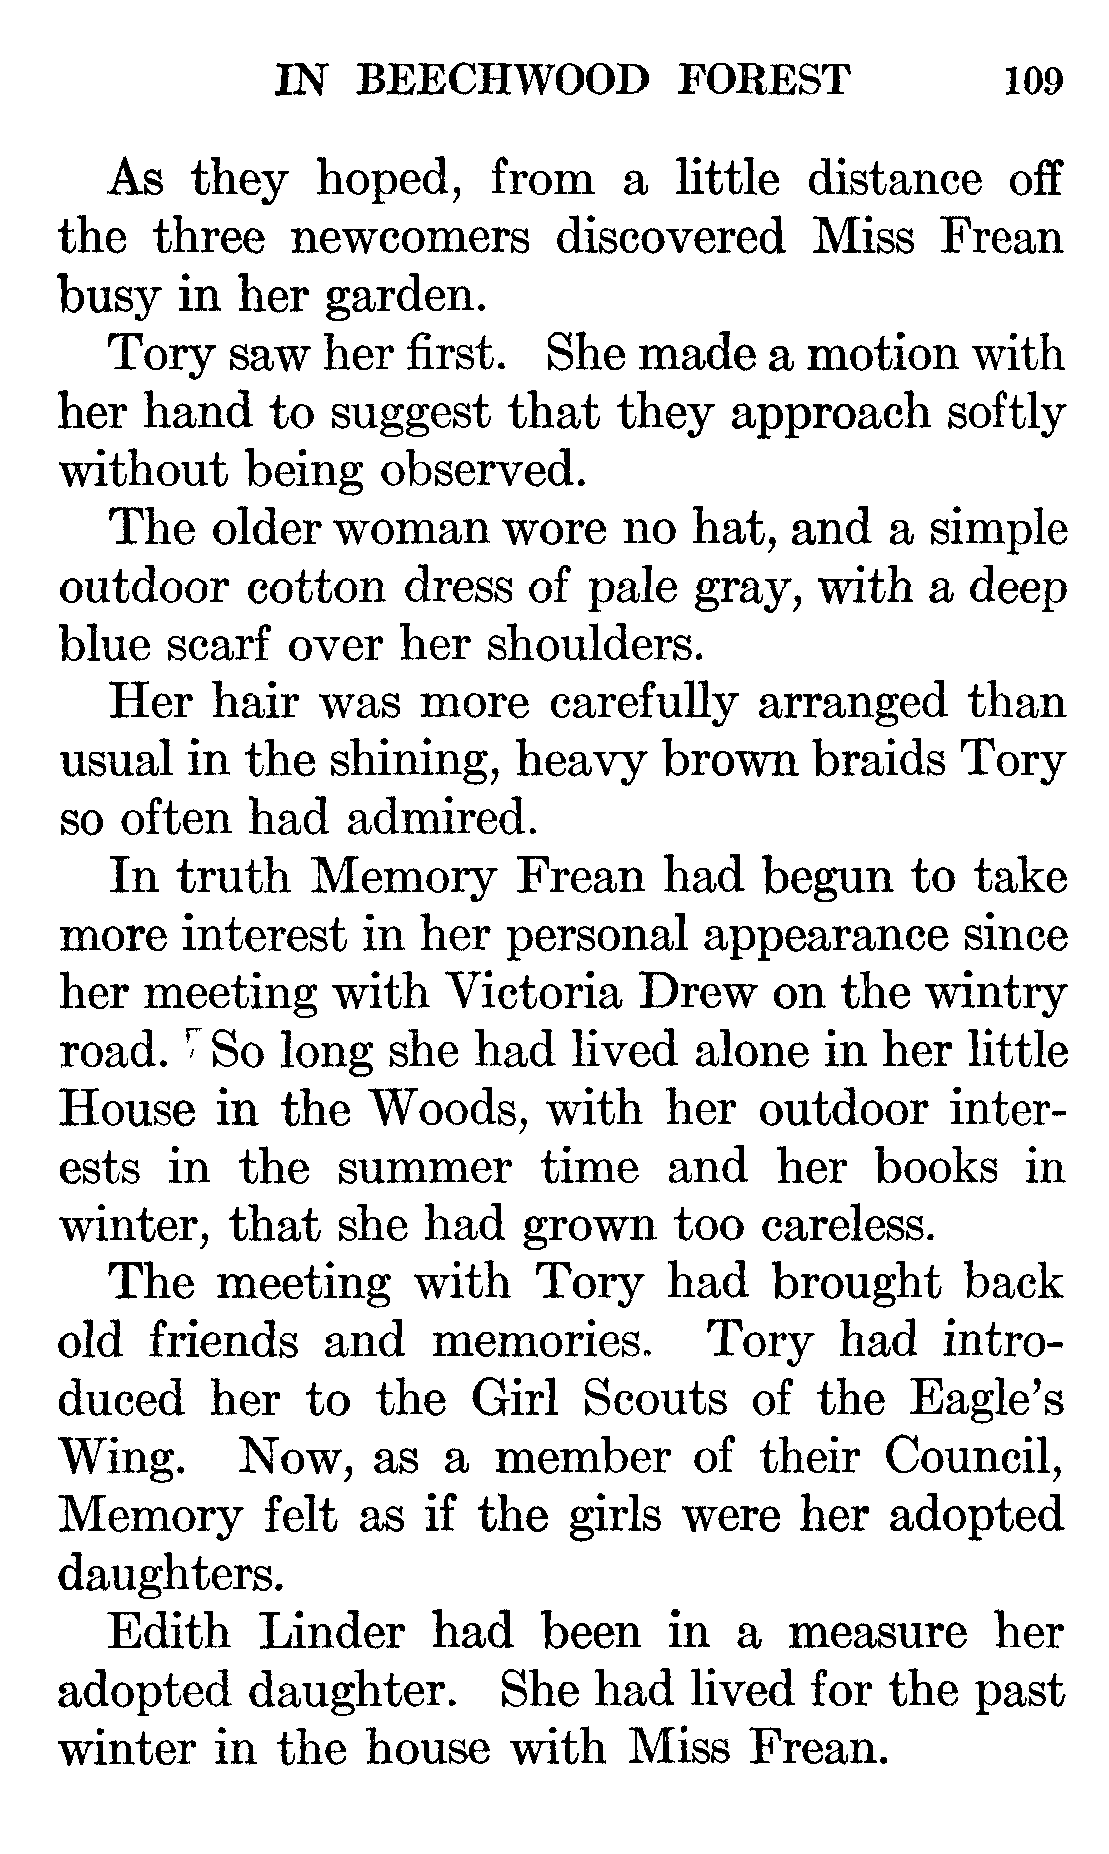 IN BEECHWOOD FOREST 109
As they hoped, from a little distance off
the three newcomers discovered Miss Frean
busy in her garden.
Tory saw her first. She made a motion with
her hand to suggest that they approach softly
without being observed.
The older woman wore no hat, and a simple
outdoor cotton dress of pale gray, with a deep
blue scarf over her shoulders.
Her hair was more carefully arranged than
usual in the shining, heavy brown braids Tory
so often had admired.
In truth Memory Frean had begun to take
more interest in her personal appearance since
her meeting with Victoria Drew on the wintry
road. So long she had lived alone in her little
House in the Woods, with her outdoor inter-
ests in the summer time and her books in
winter, that she had grown too careless.
The meeting with Tory had brought back
old friends and memories. Tory had intro-
duced her to the Girl Scouts of the Eagle's
Wing. Now, as a member of their Council,
Memory felt as if the girls were her adopted
daughters.
Edith Linder had been in a measure her
adopted daughter. She had lived for the past
winter in the house with Miss Frean.